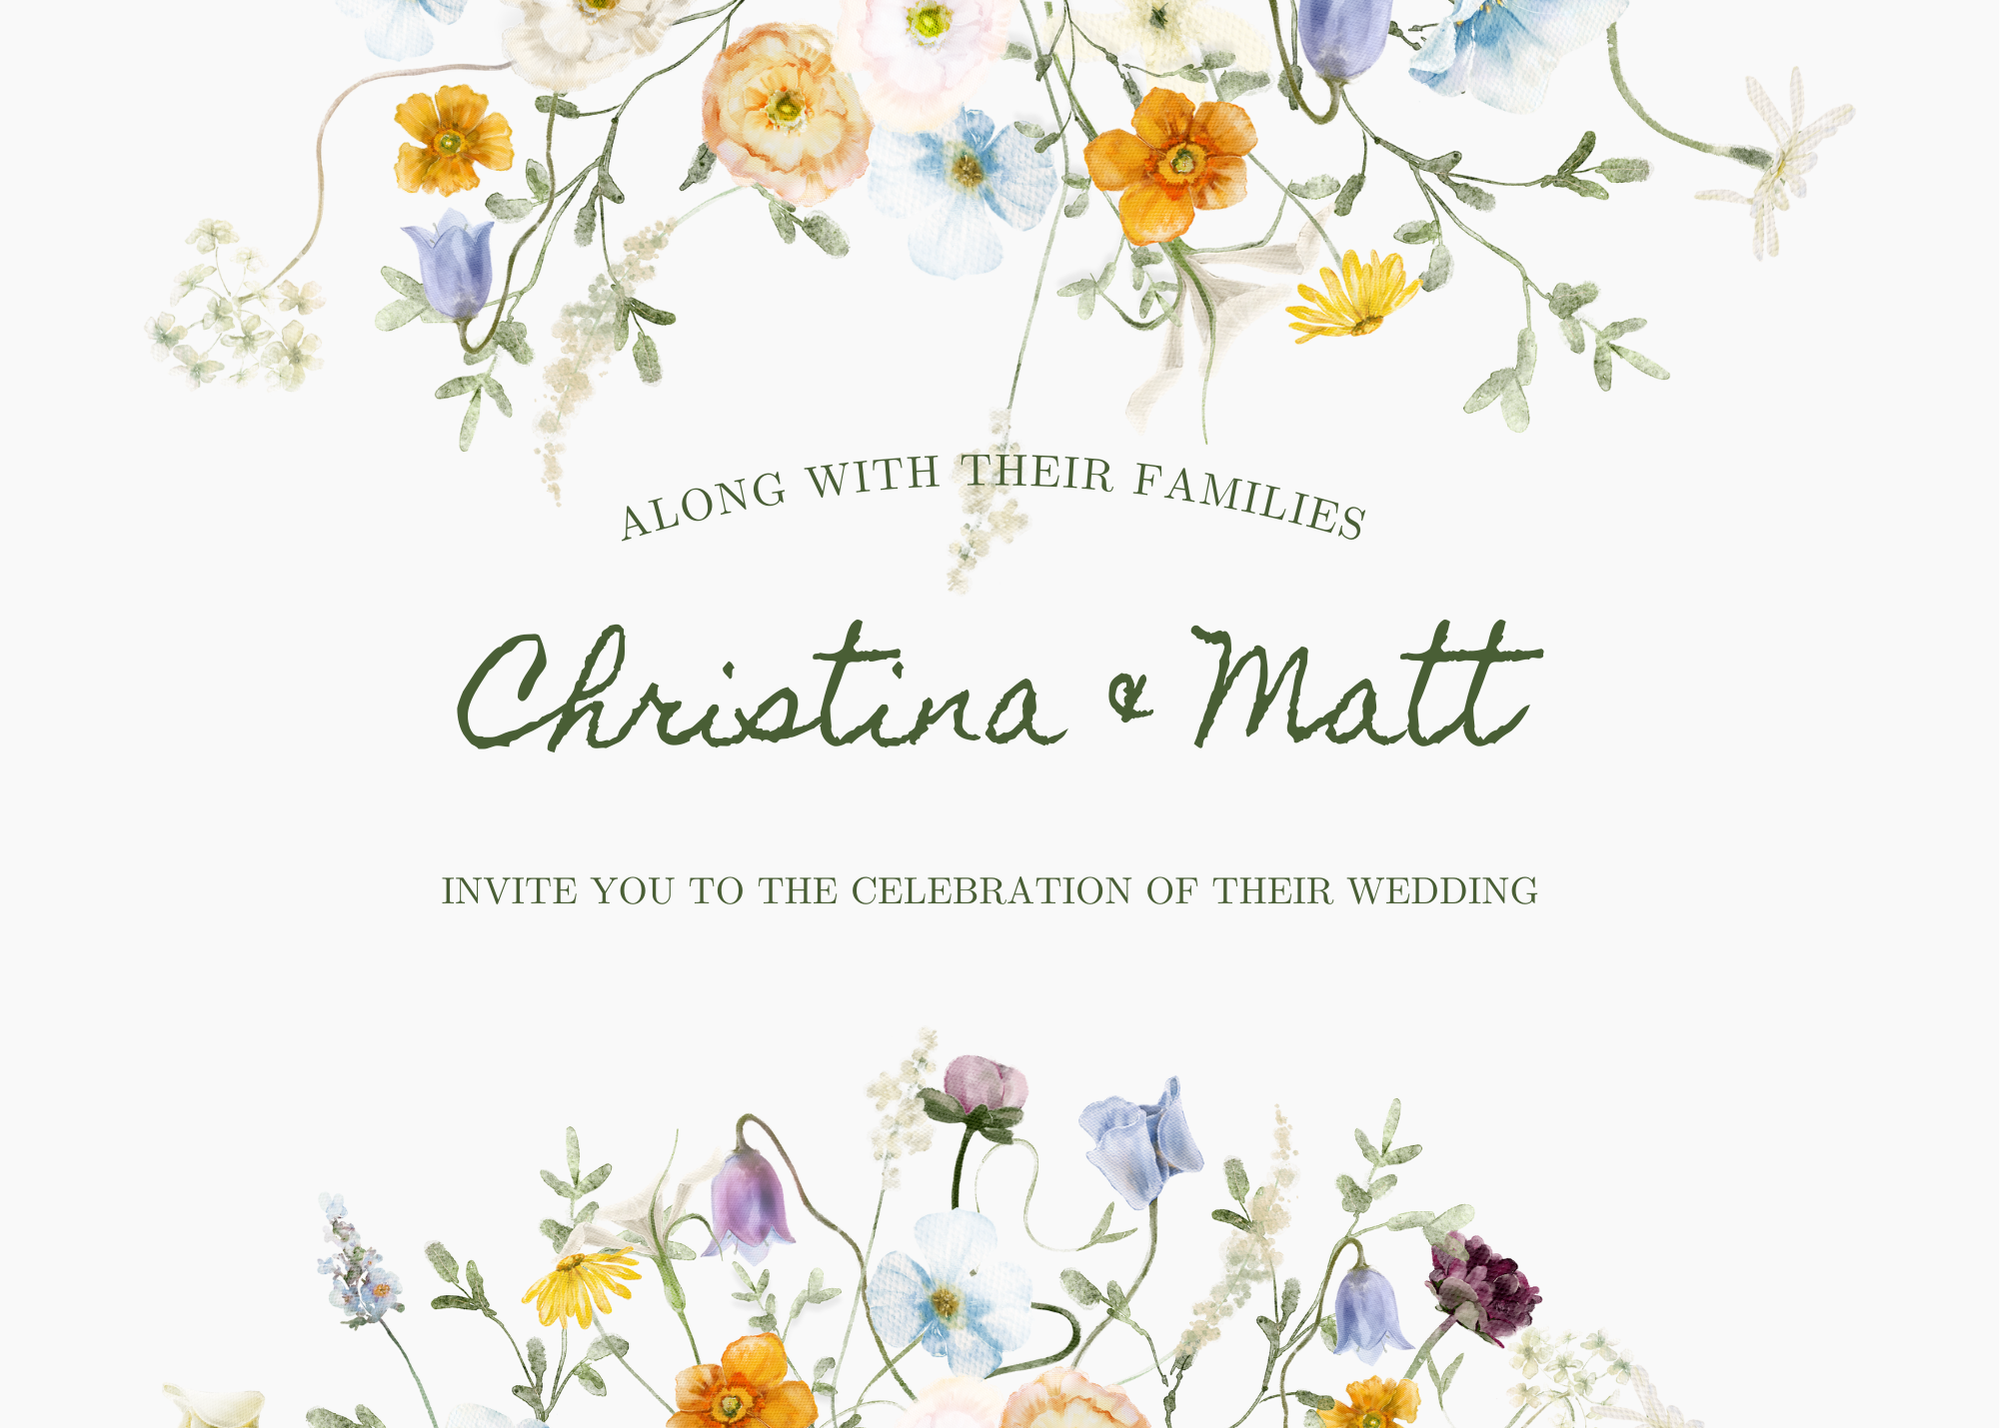 ALONG WITH THEIR FAMILIES
Christina & Matt
INVITE YOU TO THE CELEBRATION OF THEIR WEDDING